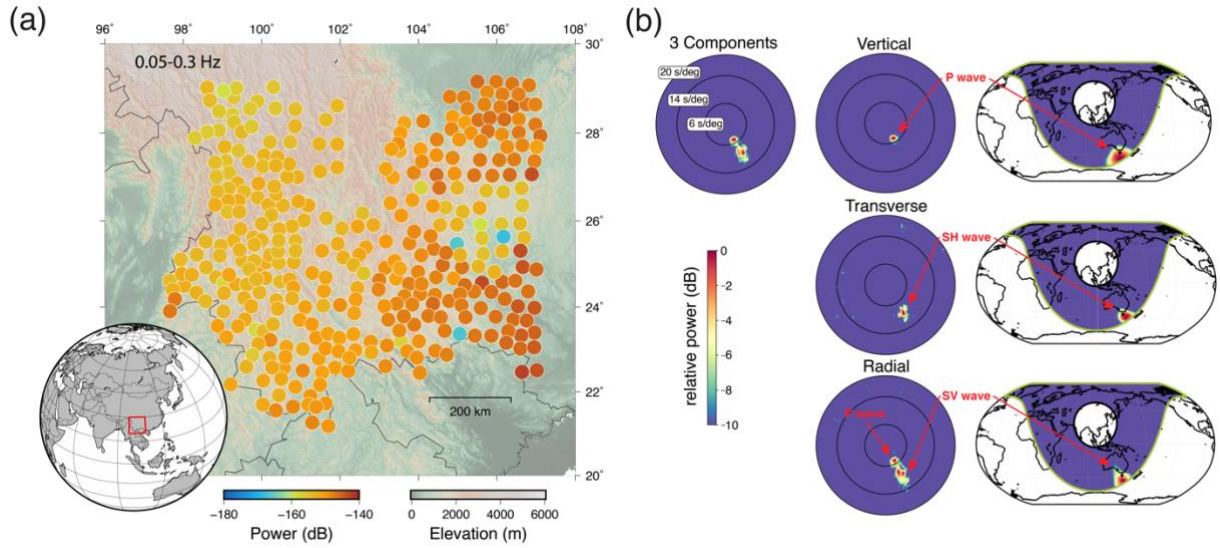 (a)
96°
98°
100°
102°
104°
106°
108°
30°
28°
26°
24°
22°
20°
0.05-0.3 Hz
200 km
−180 −160 −140
Power (dB)
0 2000 4000 6000
Elevation (m)
(b)
3 Components
20 s/deg
14 s/deg
6 s/deg
Vertical
P wave
Transverse
SH wave
Radial
P wave
SV wave
0
−2
−4
−6
−8
−10
relative power (dB)